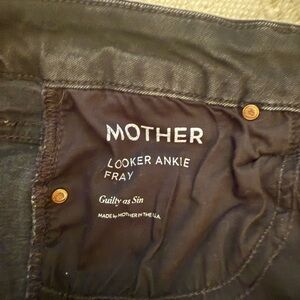 MOTHER
LOOKER ANKLE
FRAY
Guilty as Sin
MADE by MOTHER IN THE U.S.A.